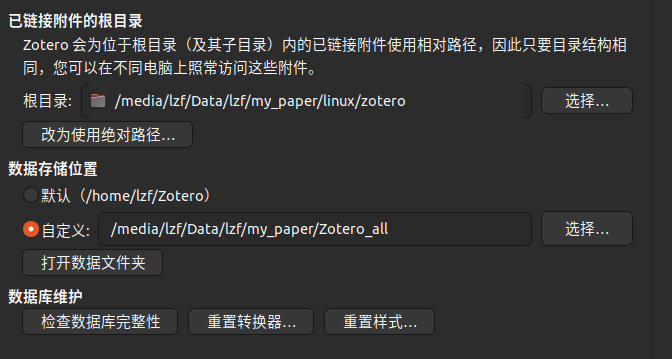 已链接附件的根目录
Zotero 会为位于根目录（及其子目录）内的已链接附件使用相对路径，因此只要目录结构相
同，您可以在不同电脑上照常访问这些附件。
根目录: /media/lzf/Data/lzf/my_paper/linux/zotero 选择...
改为使用绝对路径...
数据存储位置
默认（/home/lzf/Zotero）
自定义: /media/lzf/Data/lzf/my_paper/Zotero_all 选择...
打开数据文件夹
数据库维护
检查数据库完整性 重置转换器... 重置样式...